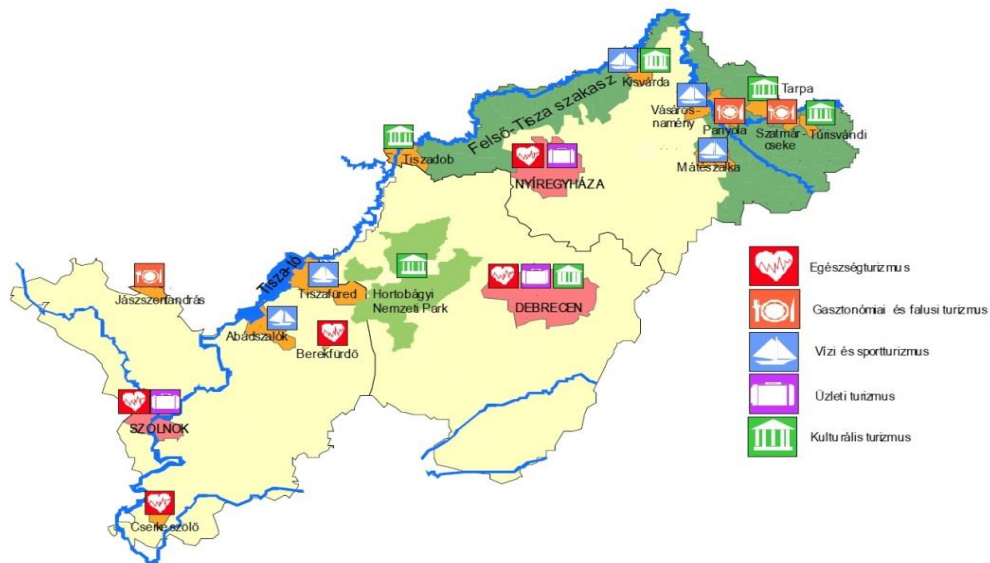 Kisvárda
Tarpa
Vásáros-
namény
Panyola
Szatmár-
cseke
Túristvándi
Felső-Tisza szakasz
Mátészalka
Tiszadob
NYÍREGYHÁZA
Tisza-tó
Tiszafüred
Hortobágyi
Nemzeti Park
DEBRECEN
Jászszentandrás
Abádszalók
Berekfürdő
SZOLNOK
Cserkeszőlő
Egészségturizmus
Gasztonómiai és falusi turizmus
Vízi és sportturizmus
Üzleti turizmus
Kulturális turizmus